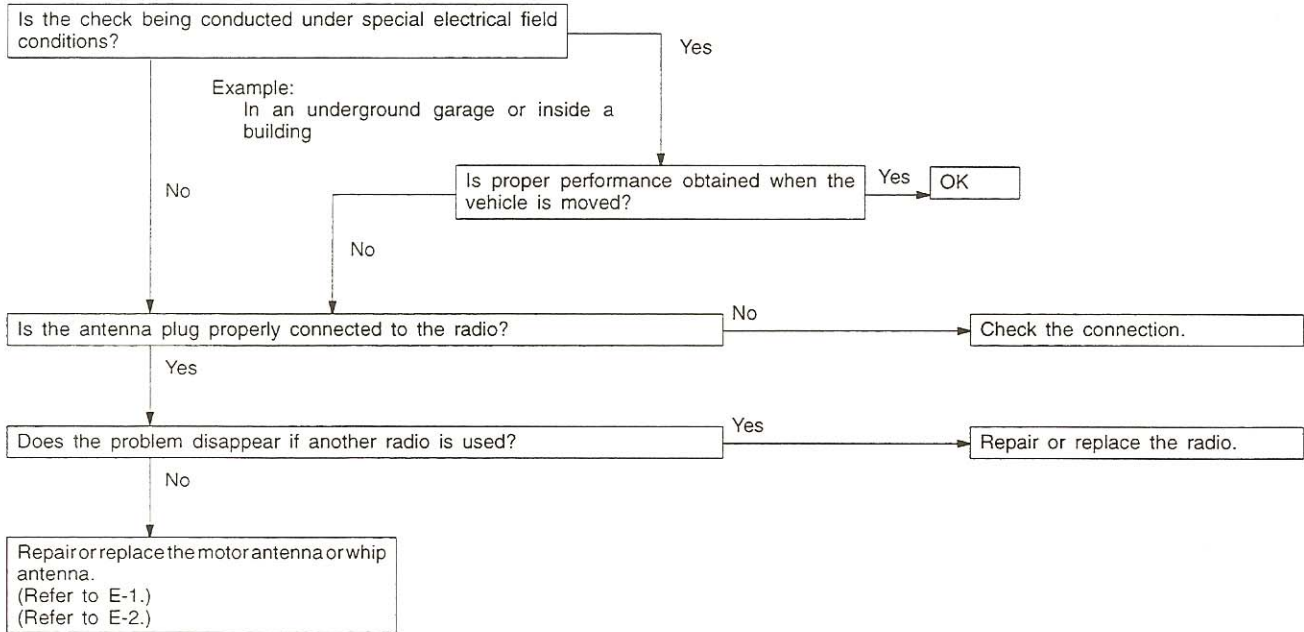 Is the check being conducted under special electrical field
conditions?
Yes
Example:
In an underground garage or inside a
building
No
Is proper performance obtained when the
vehicle is moved?
Yes
OK
No
Is the antenna plug properly connected to the radio?
No
Check the connection.
Yes
Does the problem disappear if another radio is used?
Yes
Repair or replace the radio.
No
Repair or replace the motor antenna or whip
antenna.
(Refer to E-1.)
(Refer to E-2.)